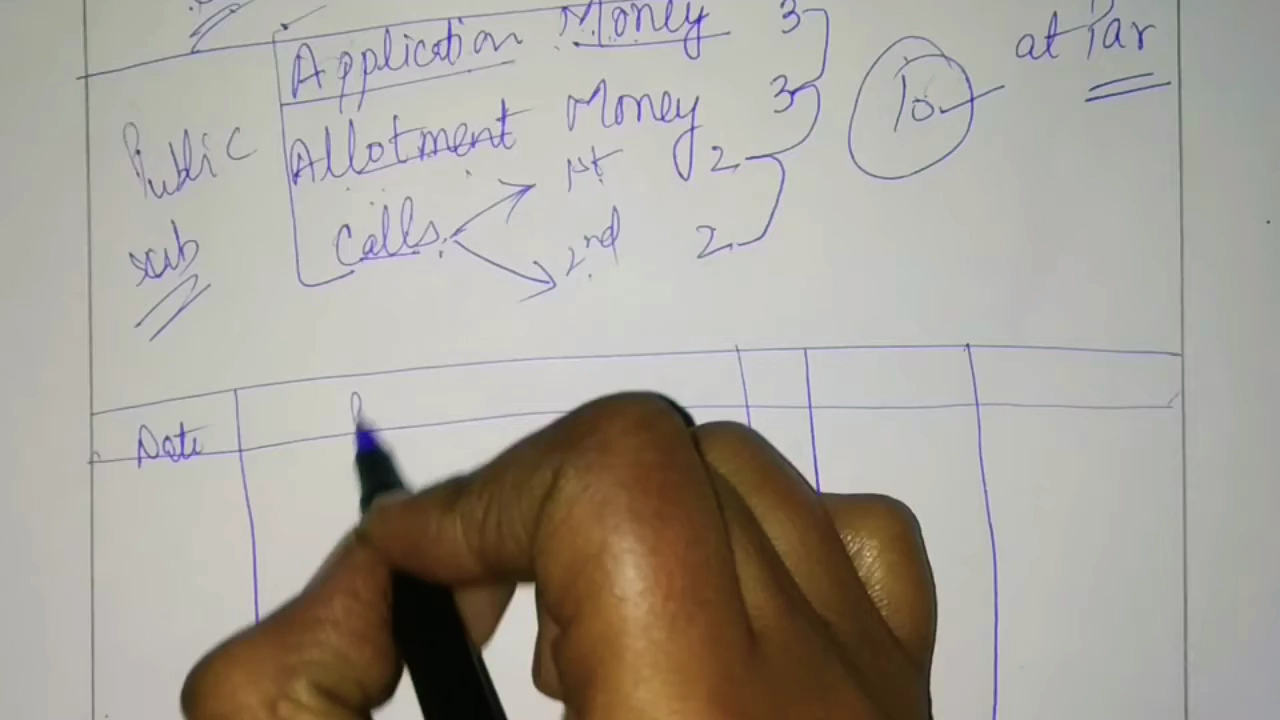 Application Money 3
at Par
10
Allotment Money 3
Public
Calls 1st 2
2nd 2
sub
Date